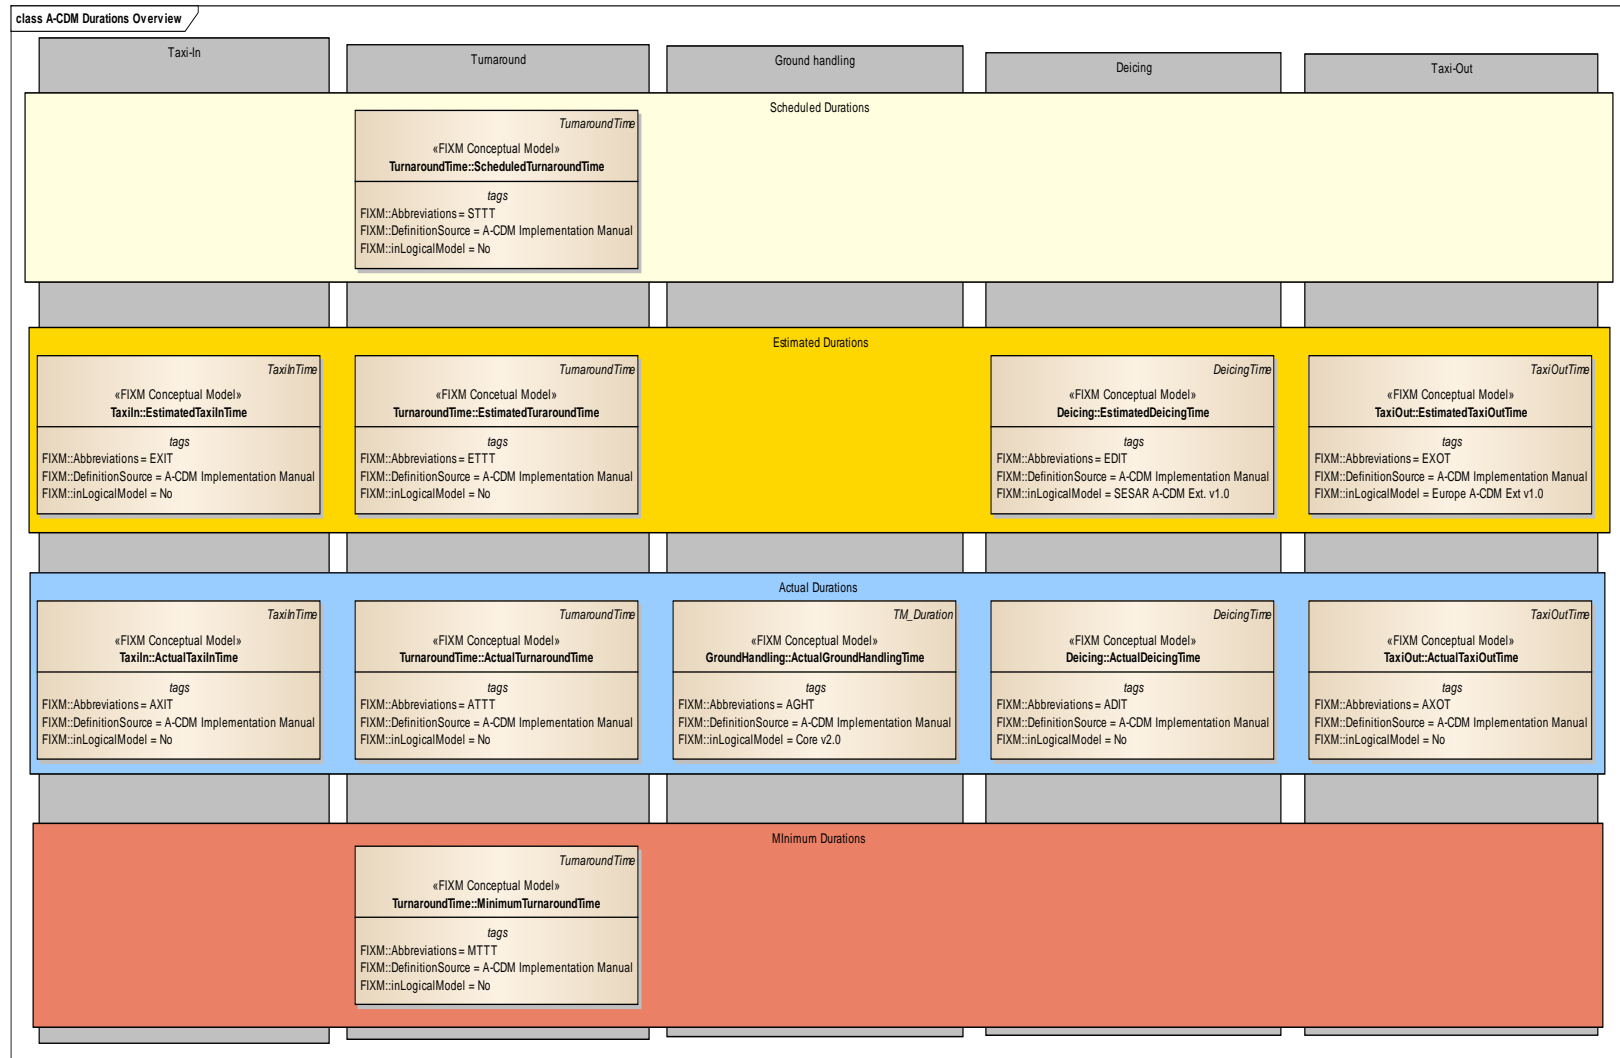 class A-CDM Durations Overview
Taxi-In
Turnaround
Ground handling
Deicing
Taxi-Out
Scheduled Durations
TurnaroundTime
«FIXM Conceptual Model»
TurnaroundTime::ScheduledTurnaroundTime
tags
FIXM::Abbreviations = STTT
FIXM::DefinitionSource = A-CDM Implementation Manual
FIXM::inLogicalModel = No
Estimated Durations
TaxiInTime
«FIXM Conceptual Model»
TaxiIn::EstimatedTaxiInTime
tags
FIXM::Abbreviations = EXIT
FIXM::DefinitionSource = A-CDM Implementation Manual
FIXM::inLogicalModel = No
TurnaroundTime
«FIXM Conceptual Model»
TurnaroundTime::EstimatedTuraroundTime
tags
FIXM::Abbreviations = ETTT
FIXM::DefinitionSource = A-CDM Implementation Manual
FIXM::inLogicalModel = No
DeicingTime
«FIXM Conceptual Model»
Deicing::EstimatedDeicingTime
tags
FIXM::Abbreviations = EDIT
FIXM::DefinitionSource = A-CDM Implementation Manual
FIXM::inLogicalModel = SESAR A-CDM Ext. v1.0
TaxiOutTime
«FIXM Conceptual Model»
TaxiOut::EstimatedTaxiOutTime
tags
FIXM::Abbreviations = EXOT
FIXM::DefinitionSource = A-CDM Implementation Manual
FIXM::inLogicalModel = Europe A-CDM Ext v1.0
Actual Durations
TaxiInTime
«FIXM Conceptual Model»
TaxiIn::ActualTaxiInTime
tags
FIXM::Abbreviations = AXIT
FIXM::DefinitionSource = A-CDM Implementation Manual
FIXM::inLogicalModel = No
TurnaroundTime
«FIXM Conceptual Model»
TurnaroundTime::ActualTurnaroundTime
tags
FIXM::Abbreviations = ATTT
FIXM::DefinitionSource = A-CDM Implementation Manual
FIXM::inLogicalModel = No
TM_Duration
«FIXM Conceptual Model»
GroundHandling::ActualGroundHandlingTime
tags
FIXM::Abbreviations = AGHT
FIXM::DefinitionSource = A-CDM Implementation Manual
FIXM::inLogicalModel = Core v2.0
DeicingTime
«FIXM Conceptual Model»
Deicing::ActualDeicingTime
tags
FIXM::Abbreviations = ADIT
FIXM::DefinitionSource = A-CDM Implementation Manual
FIXM::inLogicalModel = No
TaxiOutTime
«FIXM Conceptual Model»
TaxiOut::ActualTaxiOutTime
tags
FIXM::Abbreviations = AXOT
FIXM::DefinitionSource = A-CDM Implementation Manual
FIXM::inLogicalModel = No
MInimum Durations
TurnaroundTime
«FIXM Conceptual Model»
TurnaroundTime::MinimumTurnaroundTime
tags
FIXM::Abbreviations = MTTT
FIXM::DefinitionSource = A-CDM Implementation Manual
FIXM::inLogicalModel = No